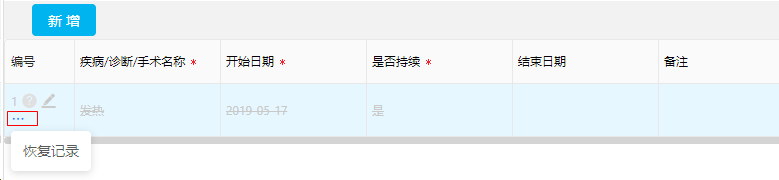 新 增
编号 疾病/诊断/手术名称 * 开始日期 * 是否持续 * 结束日期 备注
1 ? 发热 2019-05-17 是
...
恢复记录